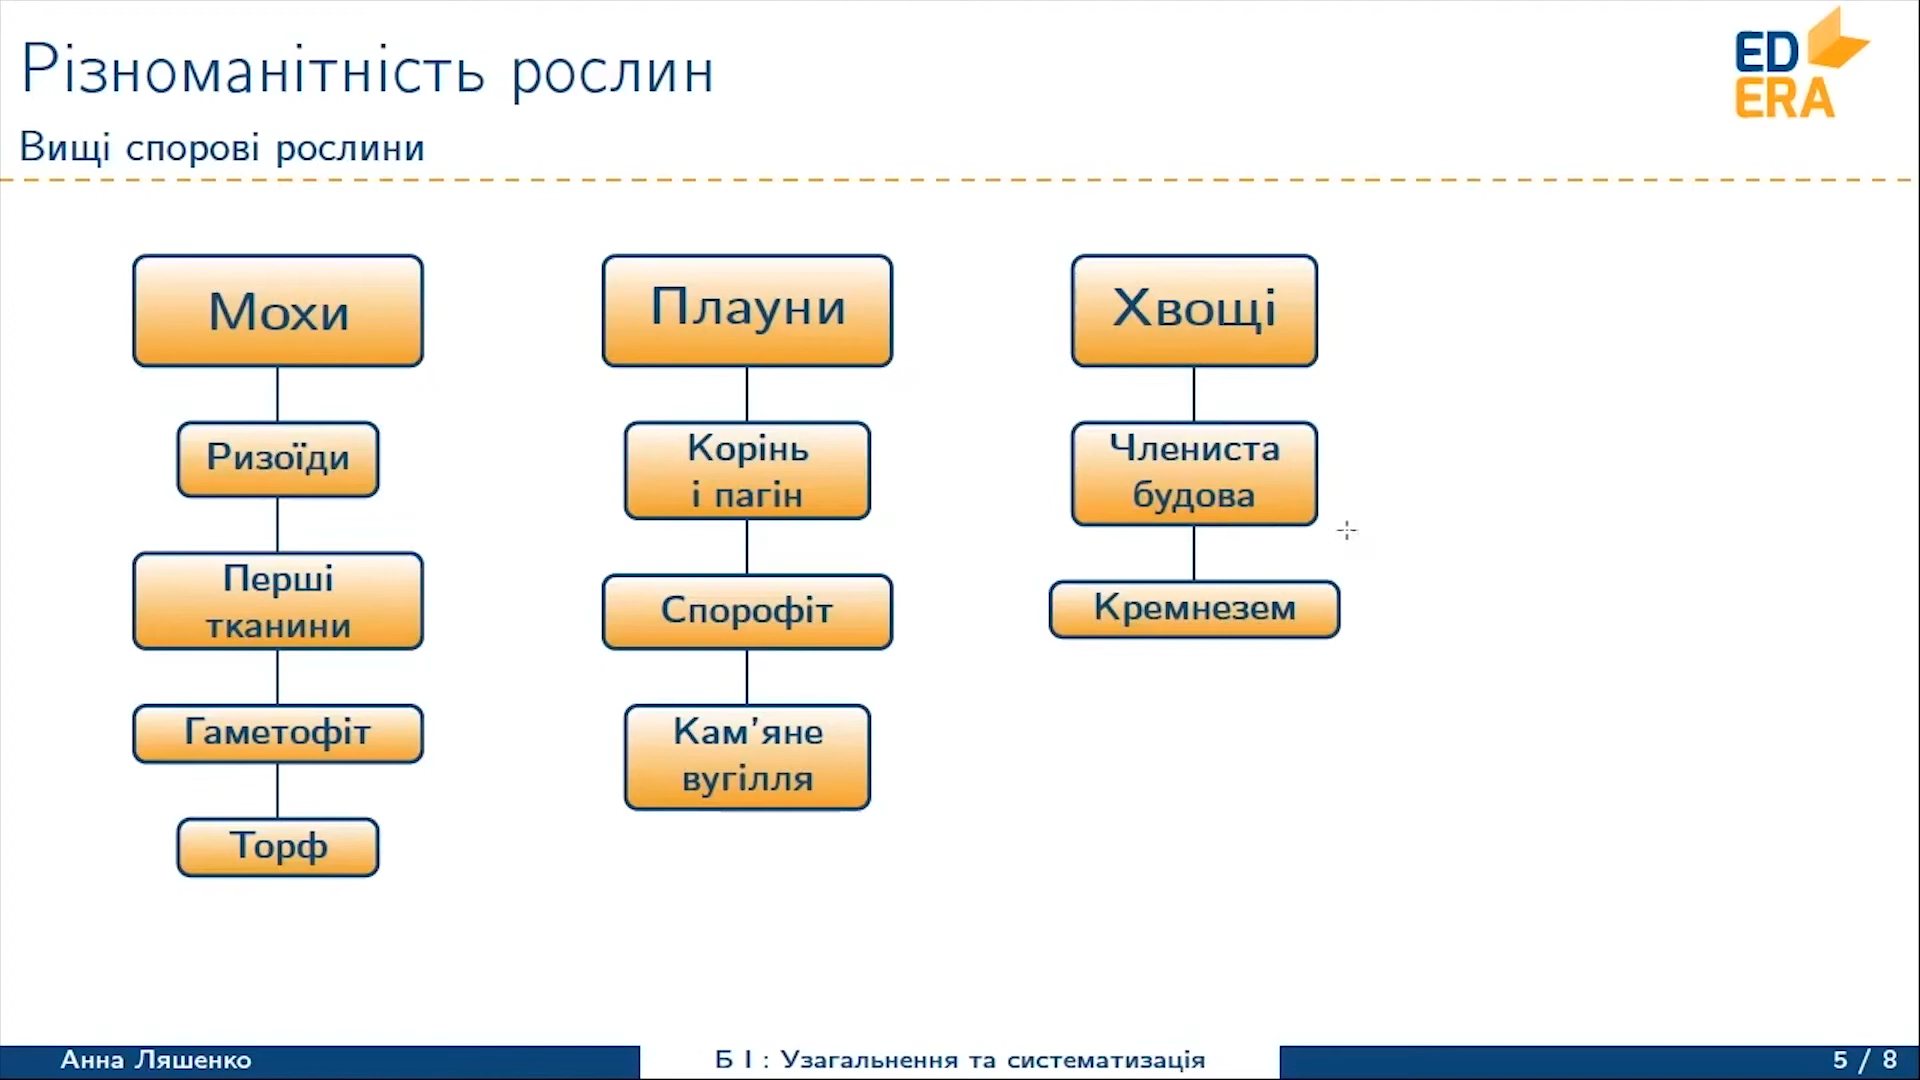 Різноманітність рослин
ED
ERA
Вищі спорові рослини
Мохи
Ризоїди
Перші
тканини
Гаметофіт
Торф
Плауни
Корінь
і пагін
Спорофіт
Кам'яне
вугілля
Хвощі
Члениста
будова
Кремнезем
Анна Ляшенко
Б І : Узагальнення та систематизація
5 / 8